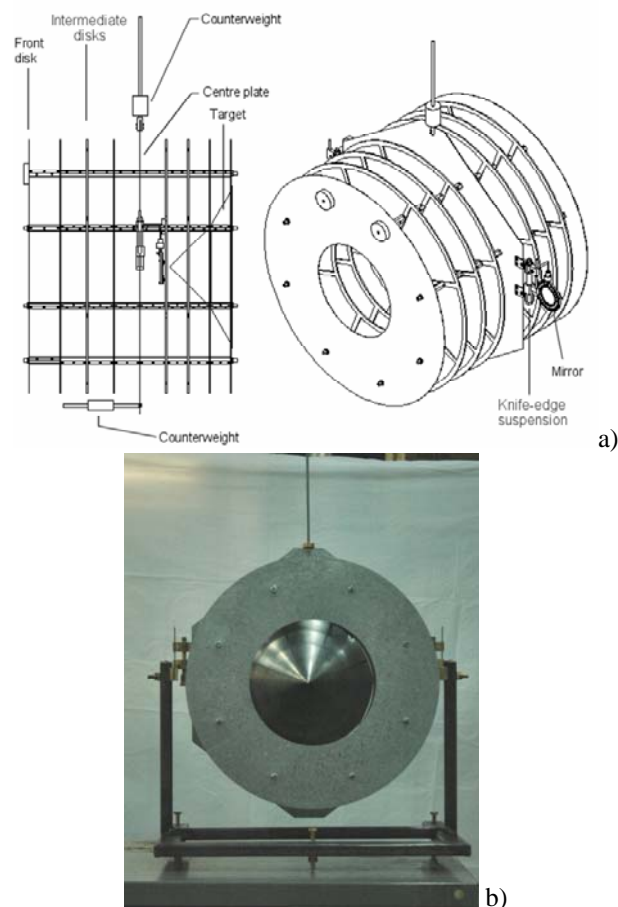 Counterweight
Intermediate
disks
Front
disk
Centre plate
Target
Mirror
Knife-edge
suspension
Counterweight
a)
b)